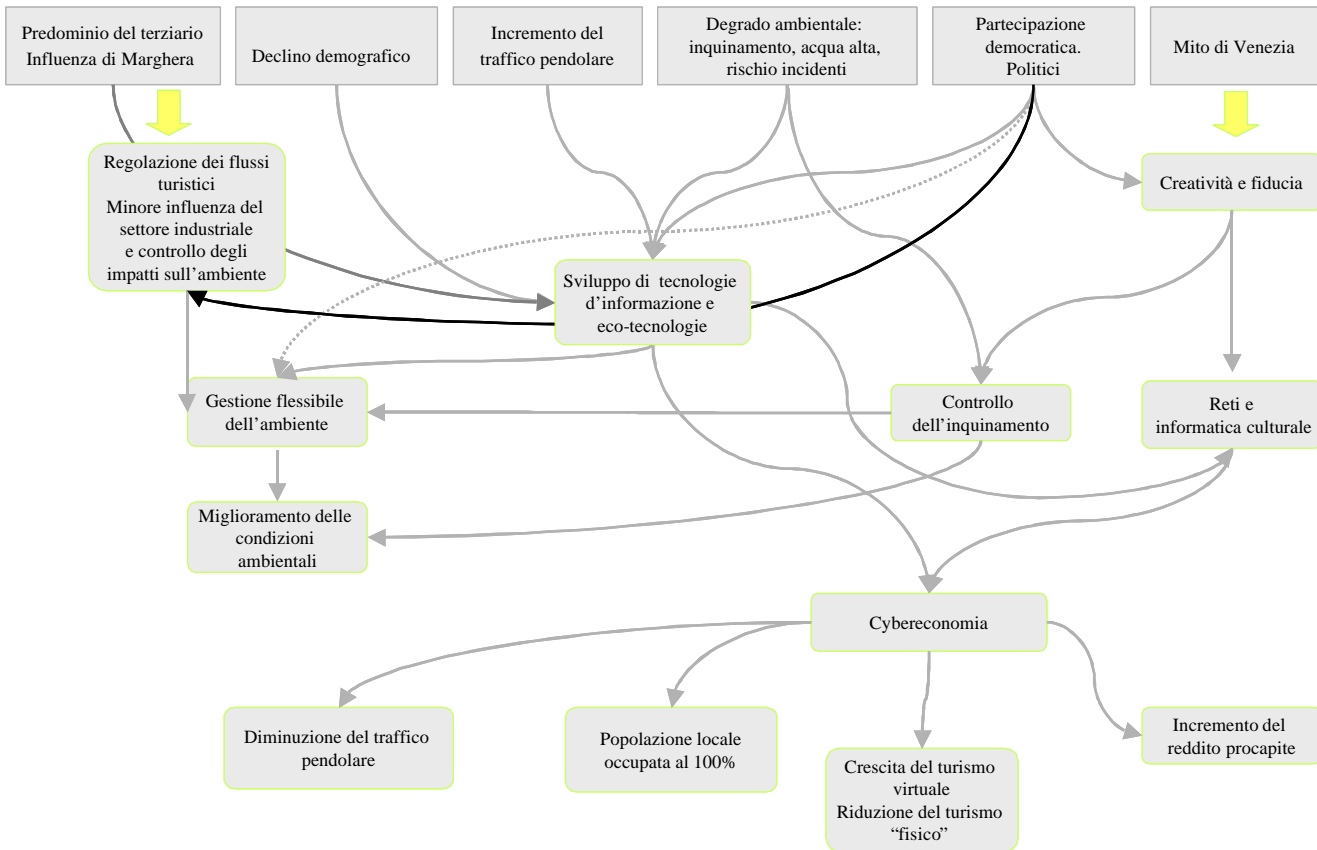 Predominio del terziario
Influenza di Marghera
Declino demografico
Incremento del
traffico pendolare
Degrado ambientale:
inquinamento, acqua alta,
rischio incidenti
Partecipazione
democratica.
Politici
Mito di Venezia
Regolazione dei flussi
turistici
Minore influenza del
settore industriale
e controllo degli
impatti sull’ambiente
Creatività e fiducia
Sviluppo di tecnologie
d’informazione e
eco-tecnologie
Gestione flessibile
dell’ambiente
Controllo
dell’inquinamento
Reti e
informatica culturale
Miglioramento delle
condizioni
ambientali
Cybereconomia
Diminuzione del traffico
pendolare
Popolazione locale
occupata al 100%
Crescita del turismo
virtuale
Riduzione del turismo
“fisico”
Incremento del
reddito procapite